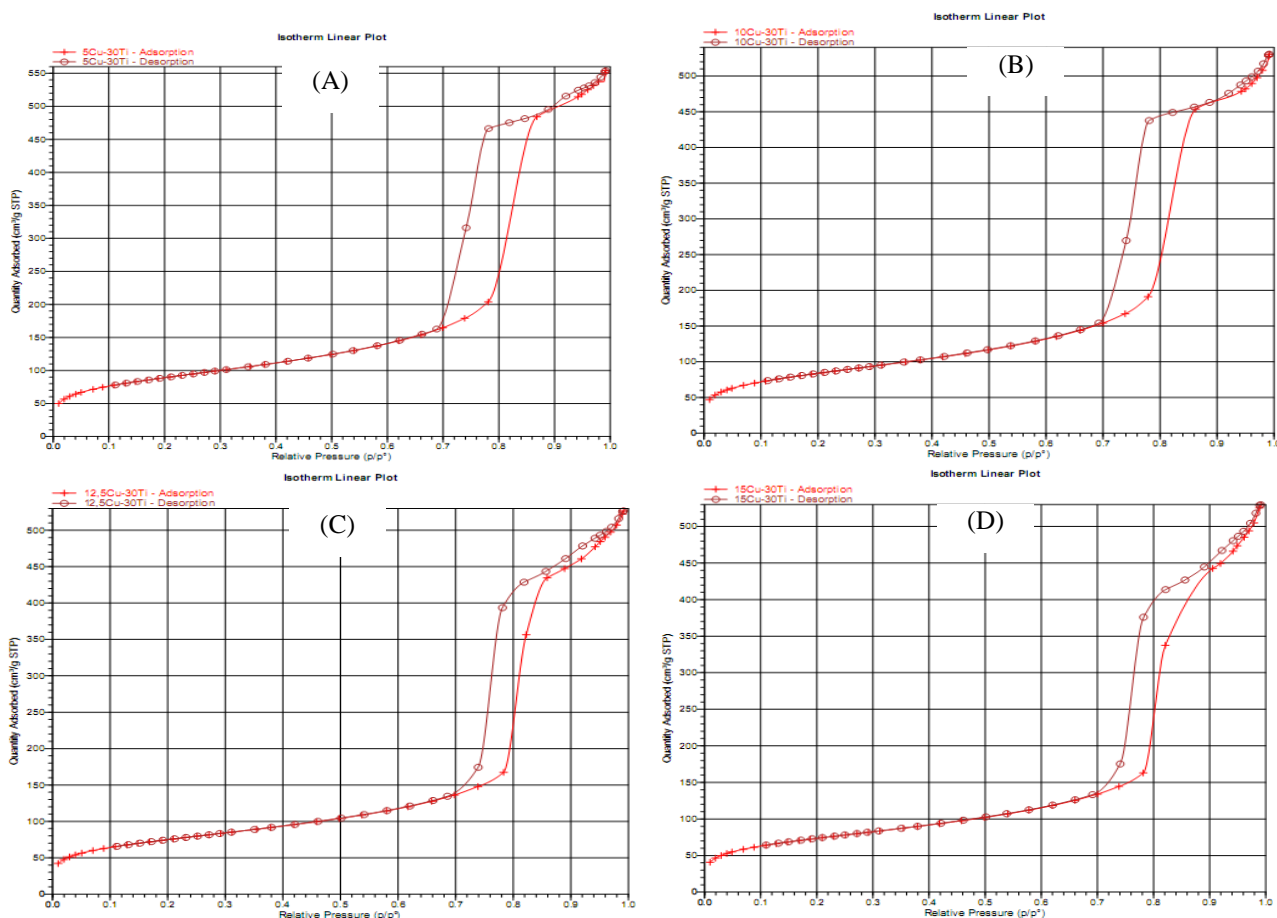 Isotherm Linear Plot
5Cu-30Ti - Adsorption
5Cu-30Ti - Desorption
(A)
Quantity Adsorbed (cm³/g STP)
550
500
450
400
350
300
250
200
150
100
50
0
0.0 0.1 0.2 0.3 0.4 0.5 0.6 0.7 0.8 0.9 1.0
Relative Pressure (p/p°)
Isotherm Linear Plot
10Cu-30Ti - Adsorption
10Cu-30Ti - Desorption
(B)
Quantity Adsorbed (cm³/g STP)
500
450
400
350
300
250
200
150
100
50
0
0.0 0.1 0.2 0.3 0.4 0.5 0.6 0.7 0.8 0.9 1.0
Relative Pressure (p/p°)
Isotherm Linear Plot
12,5Cu-30Ti - Adsorption
12,5Cu-30Ti - Desorption
(C)
Quantity Adsorbed (cm³/g STP)
500
450
400
350
300
250
200
150
100
50
0
0.0 0.1 0.2 0.3 0.4 0.5 0.6 0.7 0.8 0.9 1.0
Relative Pressure (p/p°)
Isotherm Linear Plot
15Cu-30Ti - Adsorption
15Cu-30Ti - Desorption
(D)
Quantity Adsorbed (cm³/g STP)
500
450
400
350
300
250
200
150
100
50
0
0.0 0.1 0.2 0.3 0.4 0.5 0.6 0.7 0.8 0.9 1.0
Relative Pressure (p/p°)